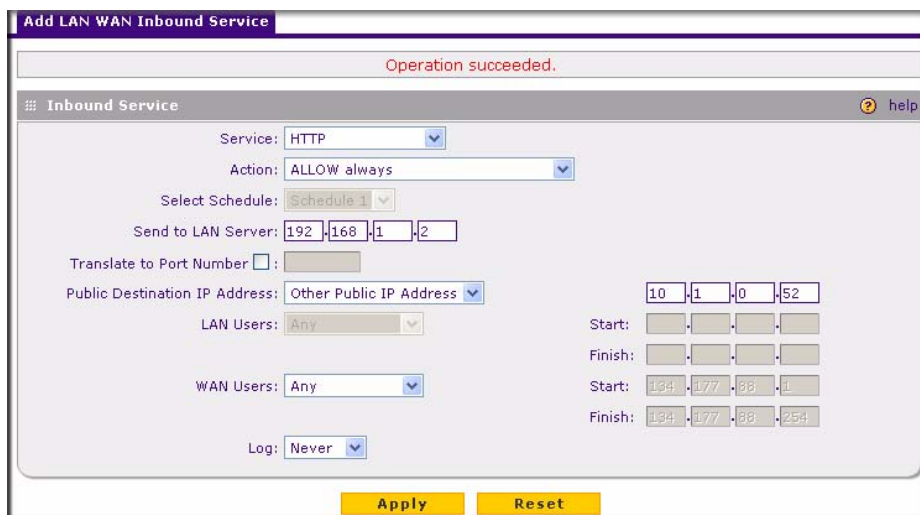 Add LAN WAN Inbound Service
Operation succeeded.
Inbound Service
help
Service: HTTP
Action: ALLOW always
Select Schedule: Schedule 1
Send to LAN Server: 192 .168 .1 .2
Translate to Port Number :
Public Destination IP Address: Other Public IP Address 10 .1 .0 .52
LAN Users: Any Start: . . .
Finish: . . .
WAN Users: Any Start: 134 .177 .88 .1
Finish: 134 .177 .88 .254
Log: Never
Apply Reset